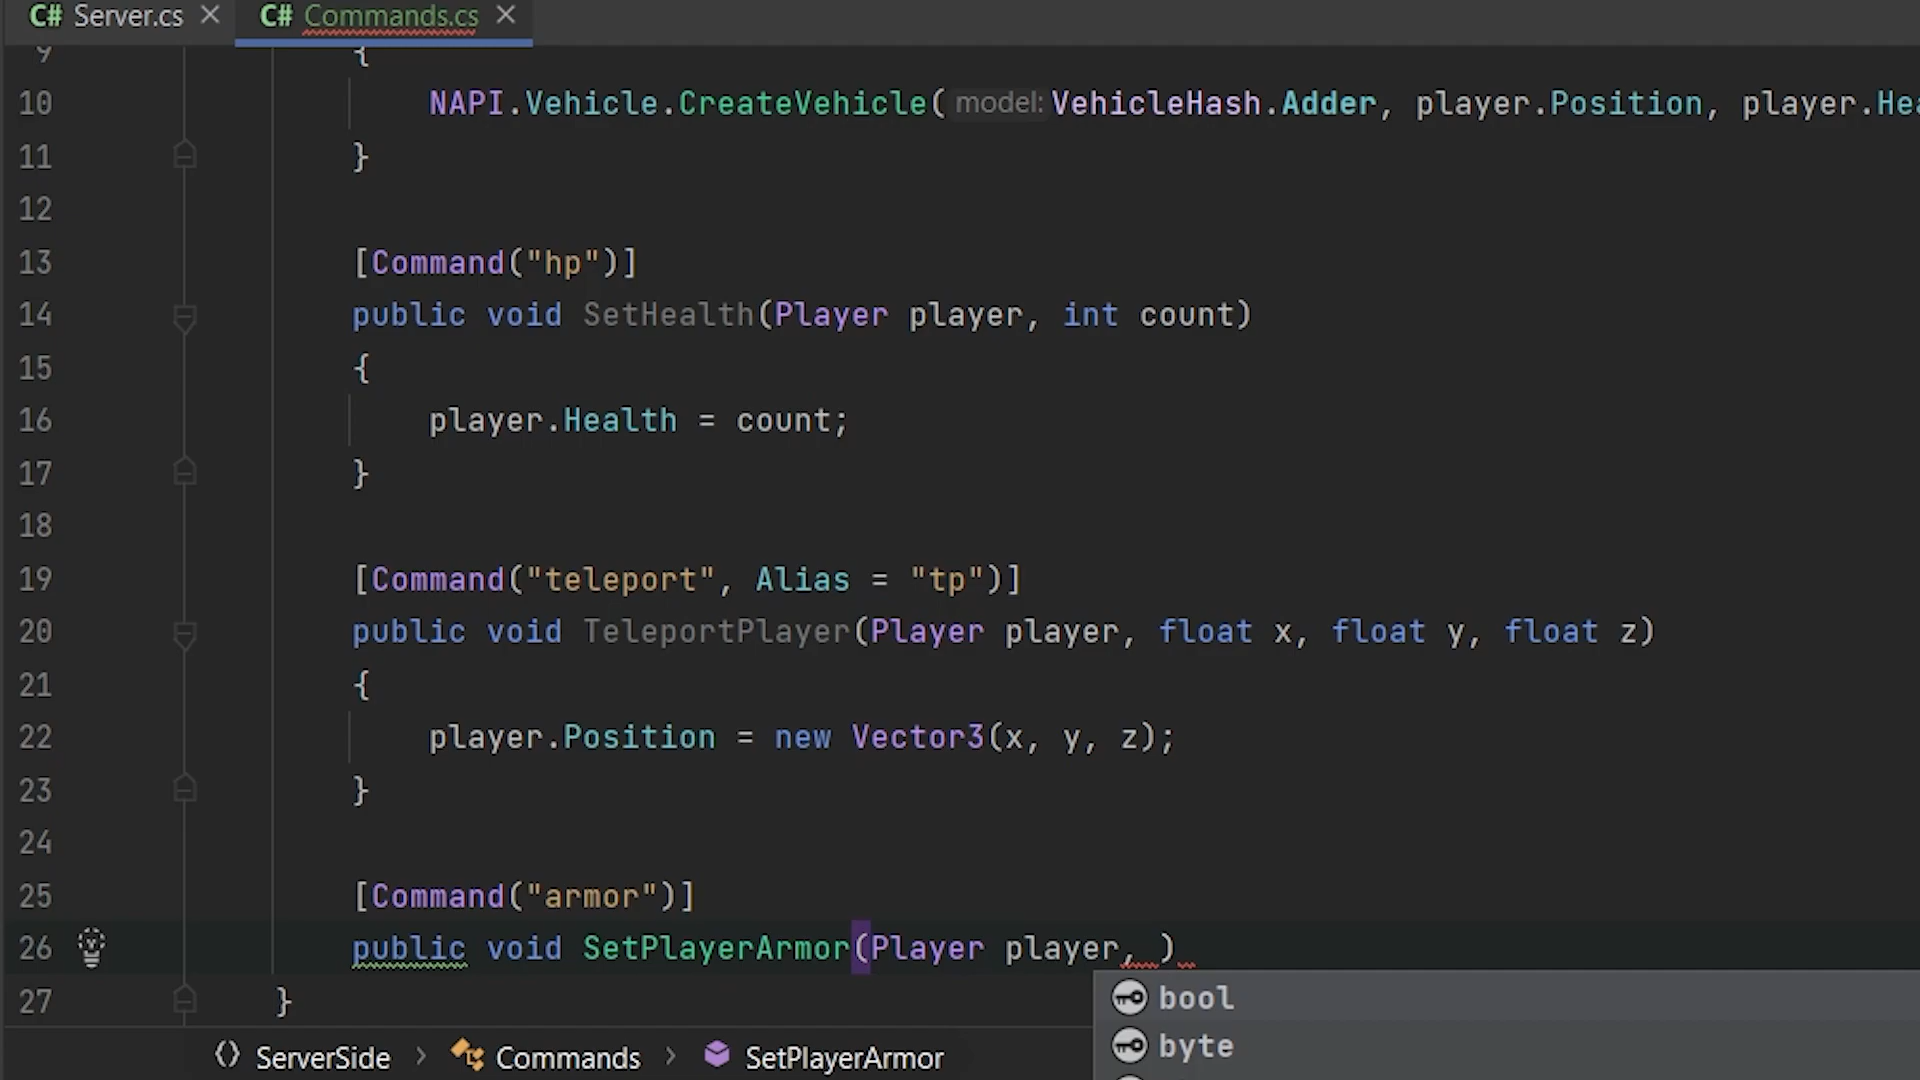 C# Server.cs × C# Commands.cs ×
9 {
10 NAPI.Vehicle.CreateVehicle( model: VehicleHash.Adder, player.Position, player.Hea
11 }
12
13 [Command("hp")]
14 public void SetHealth(Player player, int count)
15 {
16 player.Health = count;
17 }
18
19 [Command("teleport", Alias = "tp")]
20 public void TeleportPlayer(Player player, float x, float y, float z)
21 {
22 player.Position = new Vector3(x, y, z);
23 }
24
25 [Command("armor")]
26 public void SetPlayerArmor(Player player, )
27 }
bool
byte
ServerSide > Commands > SetPlayerArmor